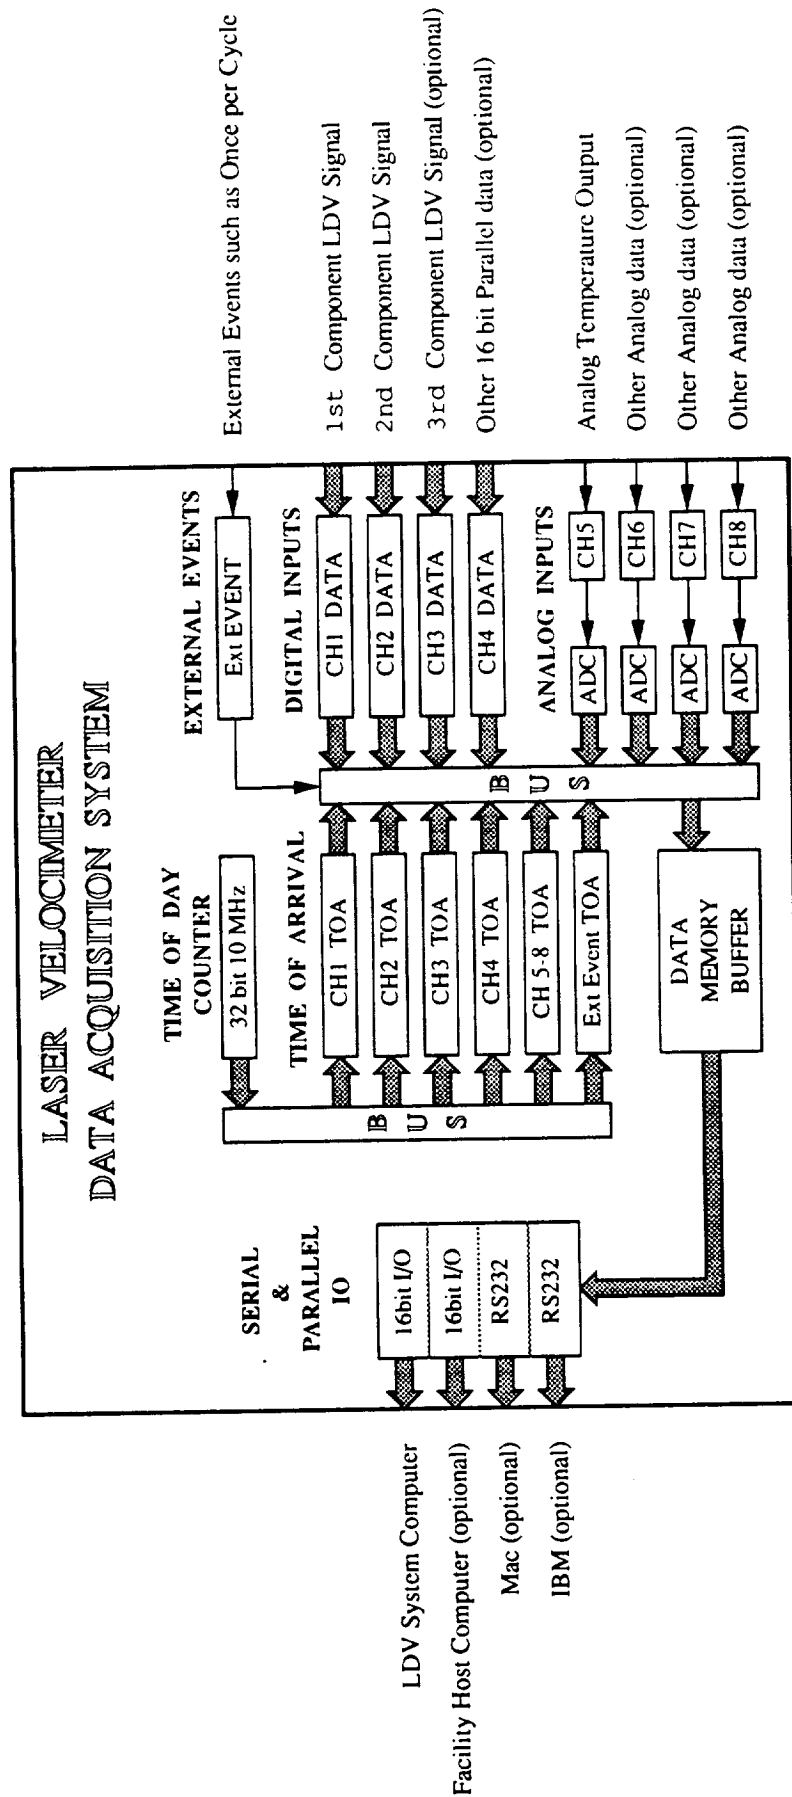 LASER VELOCIMETER
DATA ACQUISITION SYSTEM
SERIAL
&
PARALLEL
IO
16bit I/O
16bit I/O
RS232
RS232
LDV System Computer
Facility Host Computer (optional)
Mac (optional)
IBM (optional)
TIME OF DAY
COUNTER
32 bit 10 MHz
BUS
TIME OF ARRIVAL
CH1 TOA
CH2 TOA
CH3 TOA
CH4 TOA
CH 5-8 TOA
Ext Event TOA
DATA
MEMORY
BUFFER
BUS
EXTERNAL EVENTS
Ext EVENT
DIGITAL INPUTS
CH1 DATA
CH2 DATA
CH3 DATA
CH4 DATA
ANALOG INPUTS
ADC
CH5
ADC
CH6
ADC
CH7
ADC
CH8
External Events such as Once per Cycle
1st Component LDV Signal
2nd Component LDV Signal
3rd Component LDV Signal (optional)
Other 16 bit Parallel data (optional)
Analog Temperature Output
Other Analog data (optional)
Other Analog data (optional)
Other Analog data (optional)